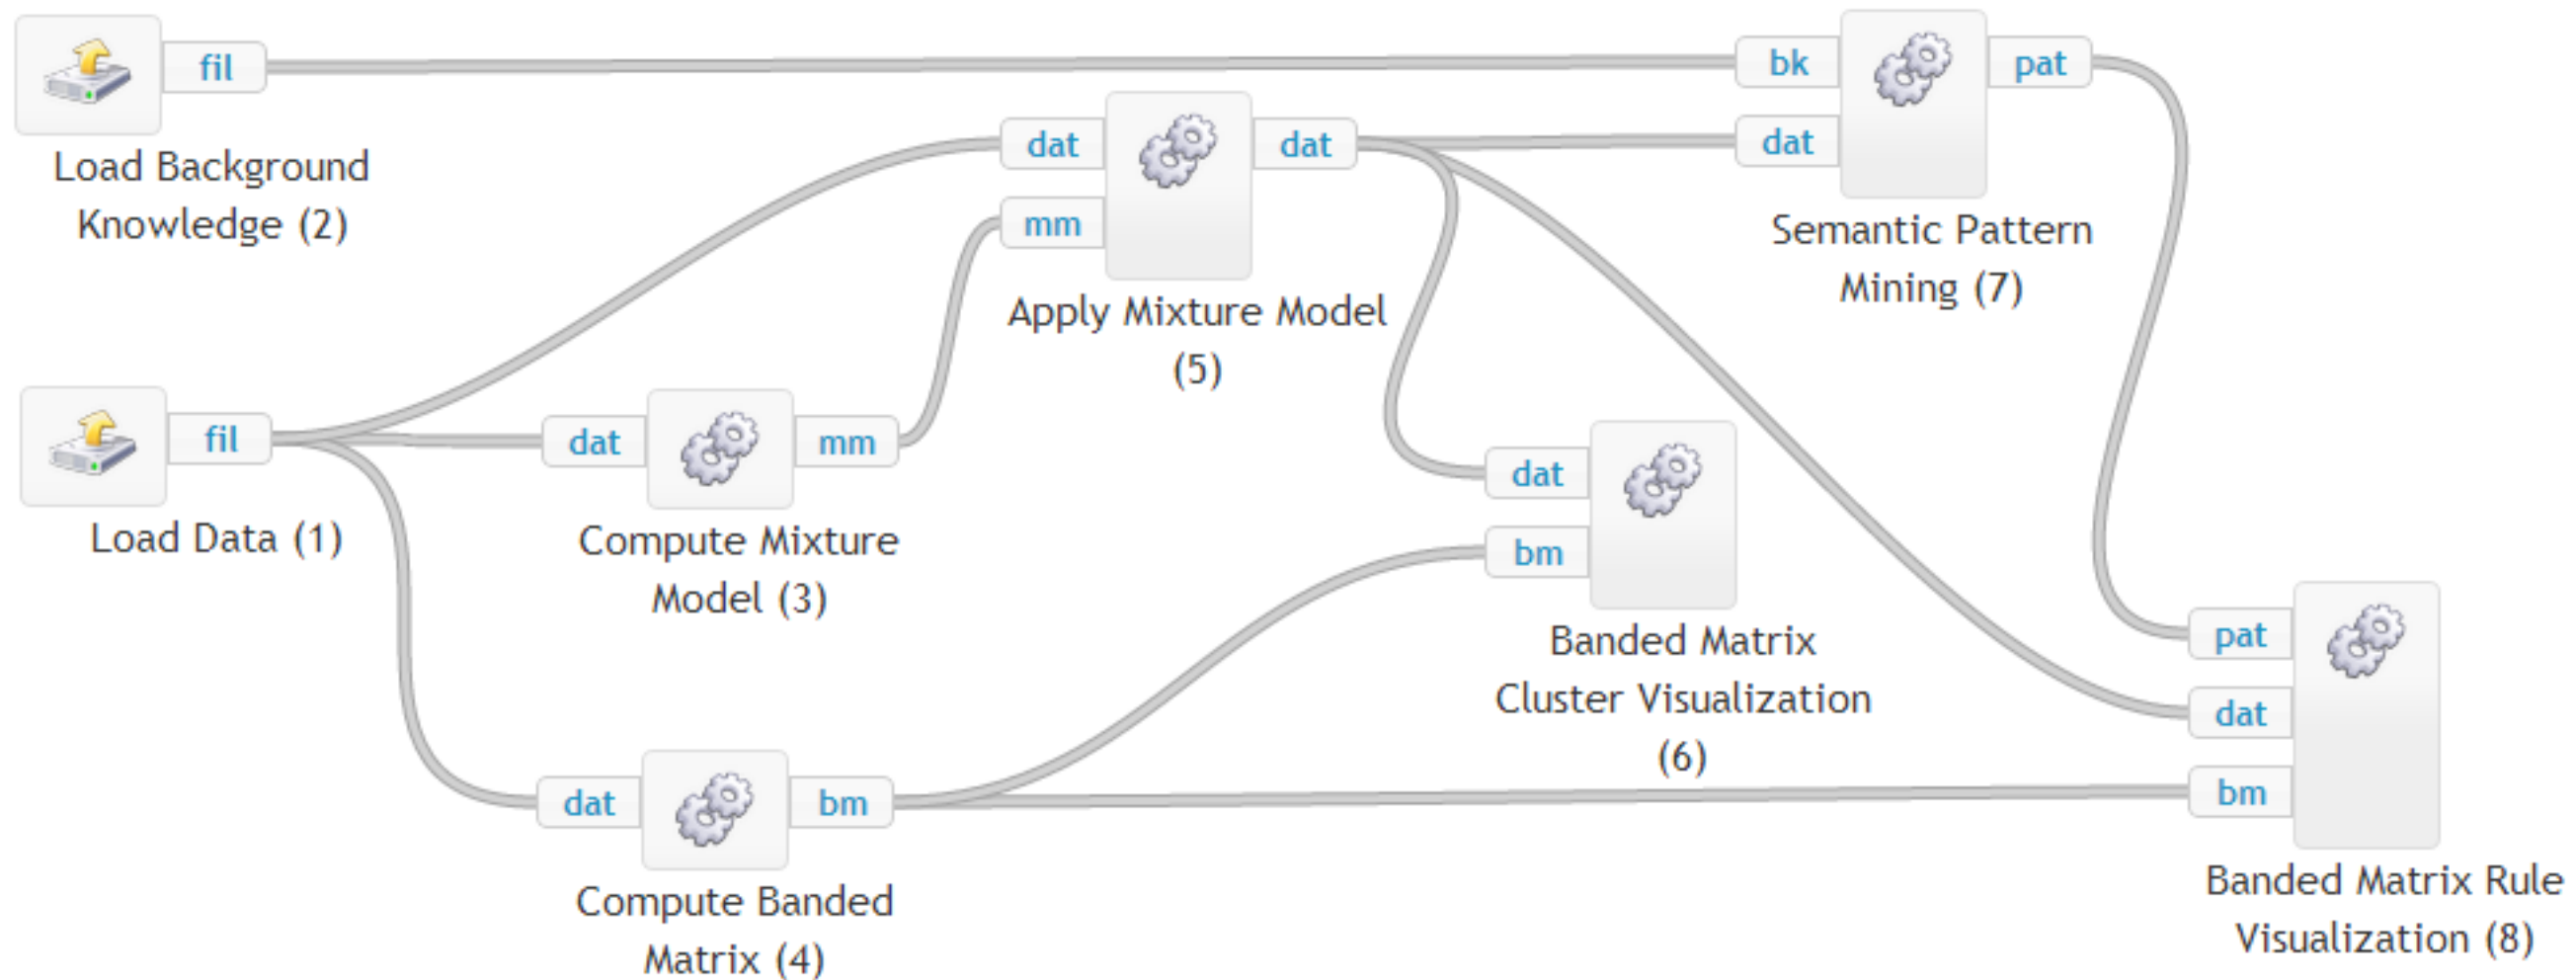 fil
Load Background
Knowledge (2)
fil
Load Data (1)
dat
mm
Compute Mixture
Model (3)
dat
bm
Compute Banded
Matrix (4)
dat
mm
dat
Apply Mixture Model
(5)
dat
bm
Banded Matrix
Cluster Visualization
(6)
bk
dat
pat
Semantic Pattern
Mining (7)
pat
dat
bm
Banded Matrix Rule
Visualization (8)